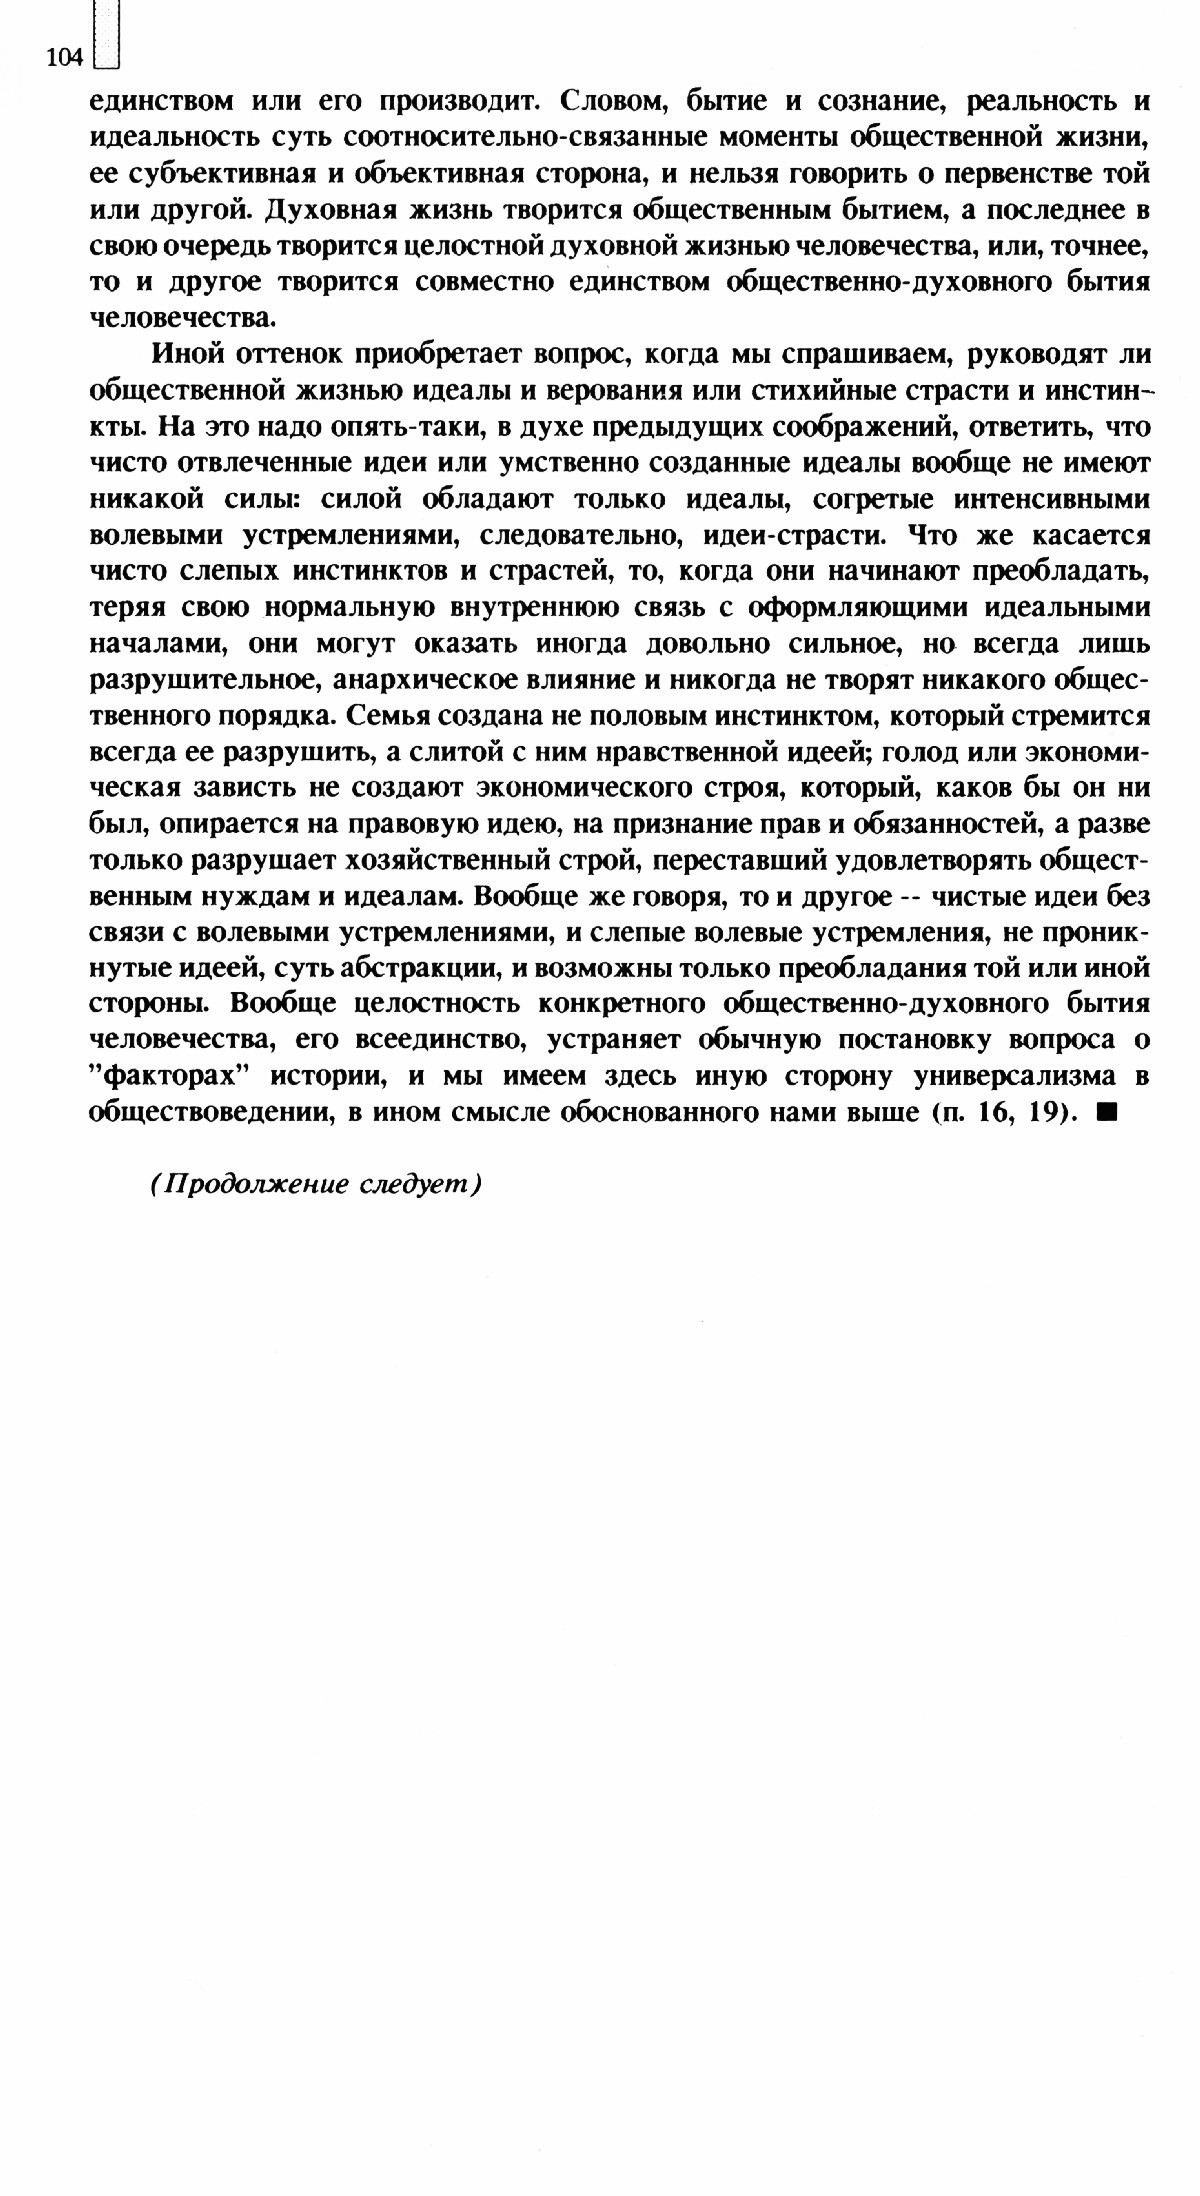 104
единством или его производит. Словом, бытие и сознание, реальность и
идеальность суть соотносительно-связанные моменты общественной жизни,
ее субъективная и объективная сторона, и нельзя говорить о первенстве той
или другой. Духовная жизнь творится общественным бытием, а последнее в
свою очередь творится целостной духовной жизнью человечества, или, точнее,
то и другое творится совместно единством общественно-духовного бытия
человечества.
Иной оттенок приобретает вопрос, когда мы спрашиваем, руководят ли
общественной жизнью идеалы и верования или стихийные страсти и инстин-
кты. На это надо опять-таки, в духе предыдущих соображений, ответить, что
чисто отвлеченные идеи или умственно созданные идеалы вообще не имеют
никакой силы: силой обладают только идеалы, согретые интенсивными
волевыми устремлениями, следовательно, идеи-страсти. Что же касается
чисто слепых инстинктов и страстей, то, когда они начинают преобладать,
теряя свою нормальную внутреннюю связь с оформляющими идеальными
началами, они могут оказать иногда довольно сильное, но всегда лишь
разрушительное, анархическое влияние и никогда не творят никакого общес-
твенного порядка. Семья создана не половым инстинктом, который стремится
всегда ее разрушить, а слитой с ним нравственной идеей; голод или экономи-
ческая зависть не создают экономического строя, который, каков бы он ни
был, опирается на правовую идею, на признание прав и обязанностей, а разве
только разрушает хозяйственный строй, переставший удовлетворять общест-
венным нуждам и идеалам. Вообще же говоря, то и другое -- чистые идеи без
связи с волевыми устремлениями, и слепые волевые устремления, не проник-
нутые идеей, суть абстракции, и возможны только преобладания той или иной
стороны. Вообще целостность конкретного общественно-духовного бытия
человечества, его всеединство, устраняет обычную постановку вопроса о
”факторах” истории, и мы имеем здесь иную сторону универсализма в
обществоведении, в ином смысле обоснованного нами выше (п. 16, 19). ■
(Продолжение следует)